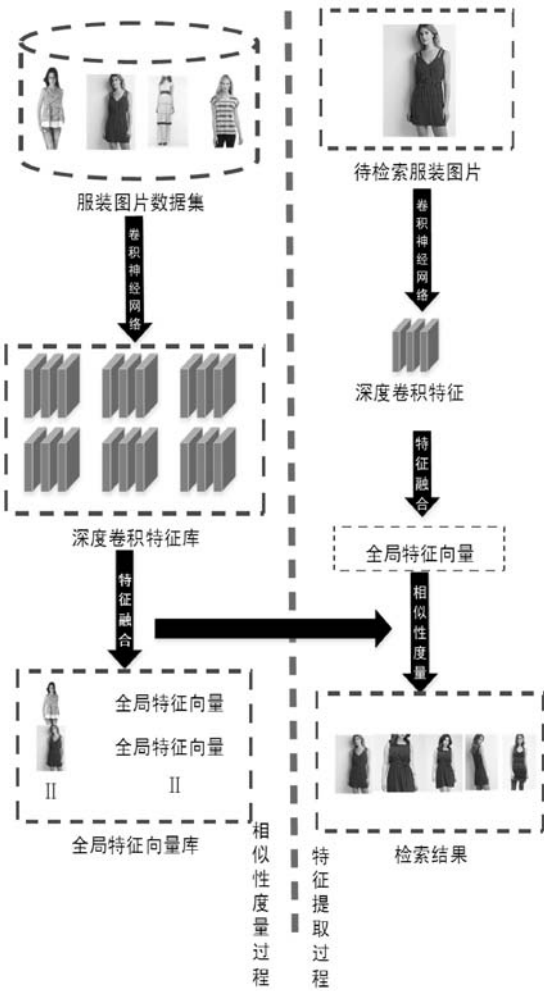 服装图片数据集
卷积神经网络
深度卷积特征库
特征融合
全局特征向量
全局特征向量
II
II
全局特征向量库
相似性度量过程
待检索服装图片
卷积神经网络
深度卷积特征
特征融合
全局特征向量
相似性度量
检索结果
特征提取过程